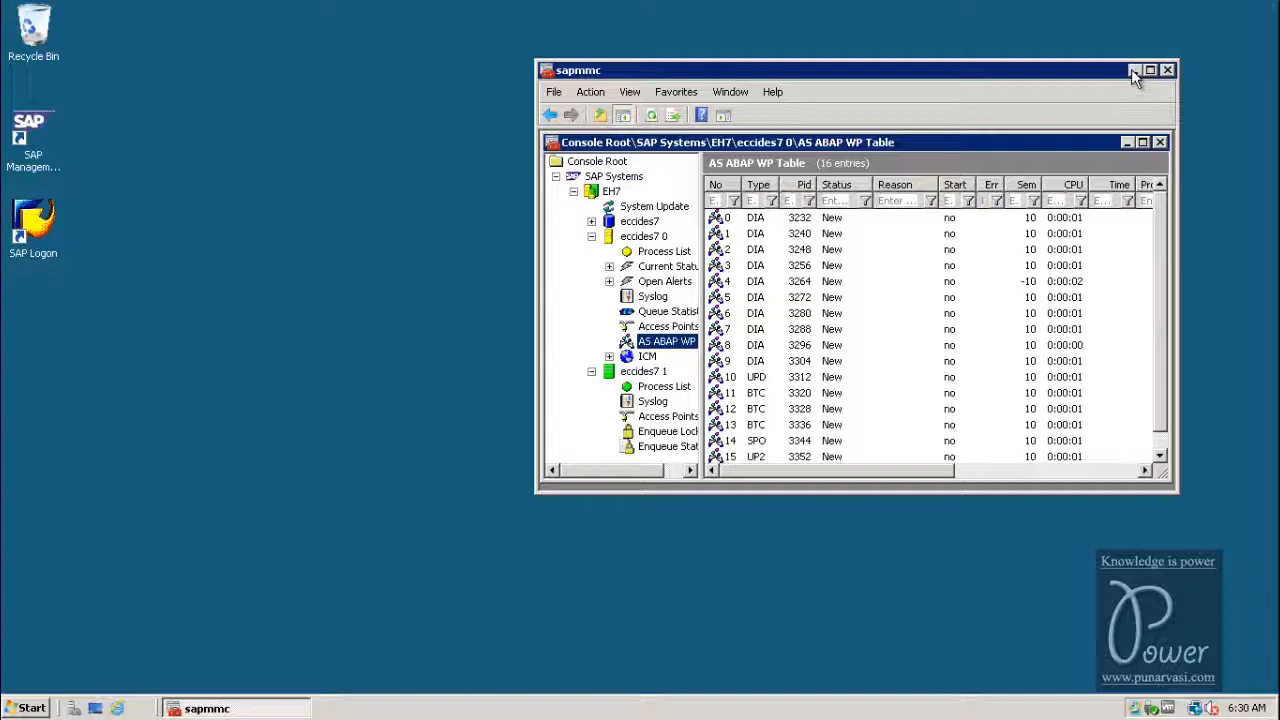 Recycle Bin
SAP
SAP
Managem...
SAP Logon
sapmmc
File Action View Favorites Window Help
Console Root\SAP Systems\EH7\eccides7 0\AS ABAP WP Table
Console Root
SAP Systems
EH7
System Update
eccides7
eccides7 0
Process List
Current Statu
Open Alerts
Syslog
Queue Statis
Access Points
AS ABAP WP
ICM
eccides7 1
Process List
Syslog
Access Points
Enqueue Lock
Enqueue Stat
AS ABAP WP Table (16 entries)
No Type Pid Status Reason Start Err Sem CPU Time Pro
E. E. E. Ent... Enter ... E. E. E... E... En
0 DIA 3232 New no 10 0:00:01
1 DIA 3240 New no 10 0:00:01
2 DIA 3248 New no 10 0:00:01
3 DIA 3256 New no 10 0:00:01
4 DIA 3264 New no -10 0:00:02
5 DIA 3272 New no 10 0:00:01
6 DIA 3280 New no 10 0:00:01
7 DIA 3288 New no 10 0:00:01
8 DIA 3296 New no 10 0:00:00
9 DIA 3304 New no 10 0:00:01
10 UPD 3312 New no 10 0:00:01
11 BTC 3320 New no 10 0:00:01
12 BTC 3328 New no 10 0:00:01
13 BTC 3336 New no 10 0:00:01
14 SPO 3344 New no 10 0:00:01
15 UP2 3352 New no 10 0:00:01
Knowledge is power
Power
www.punarvasi.com
Start
sapmmc
6:30 AM